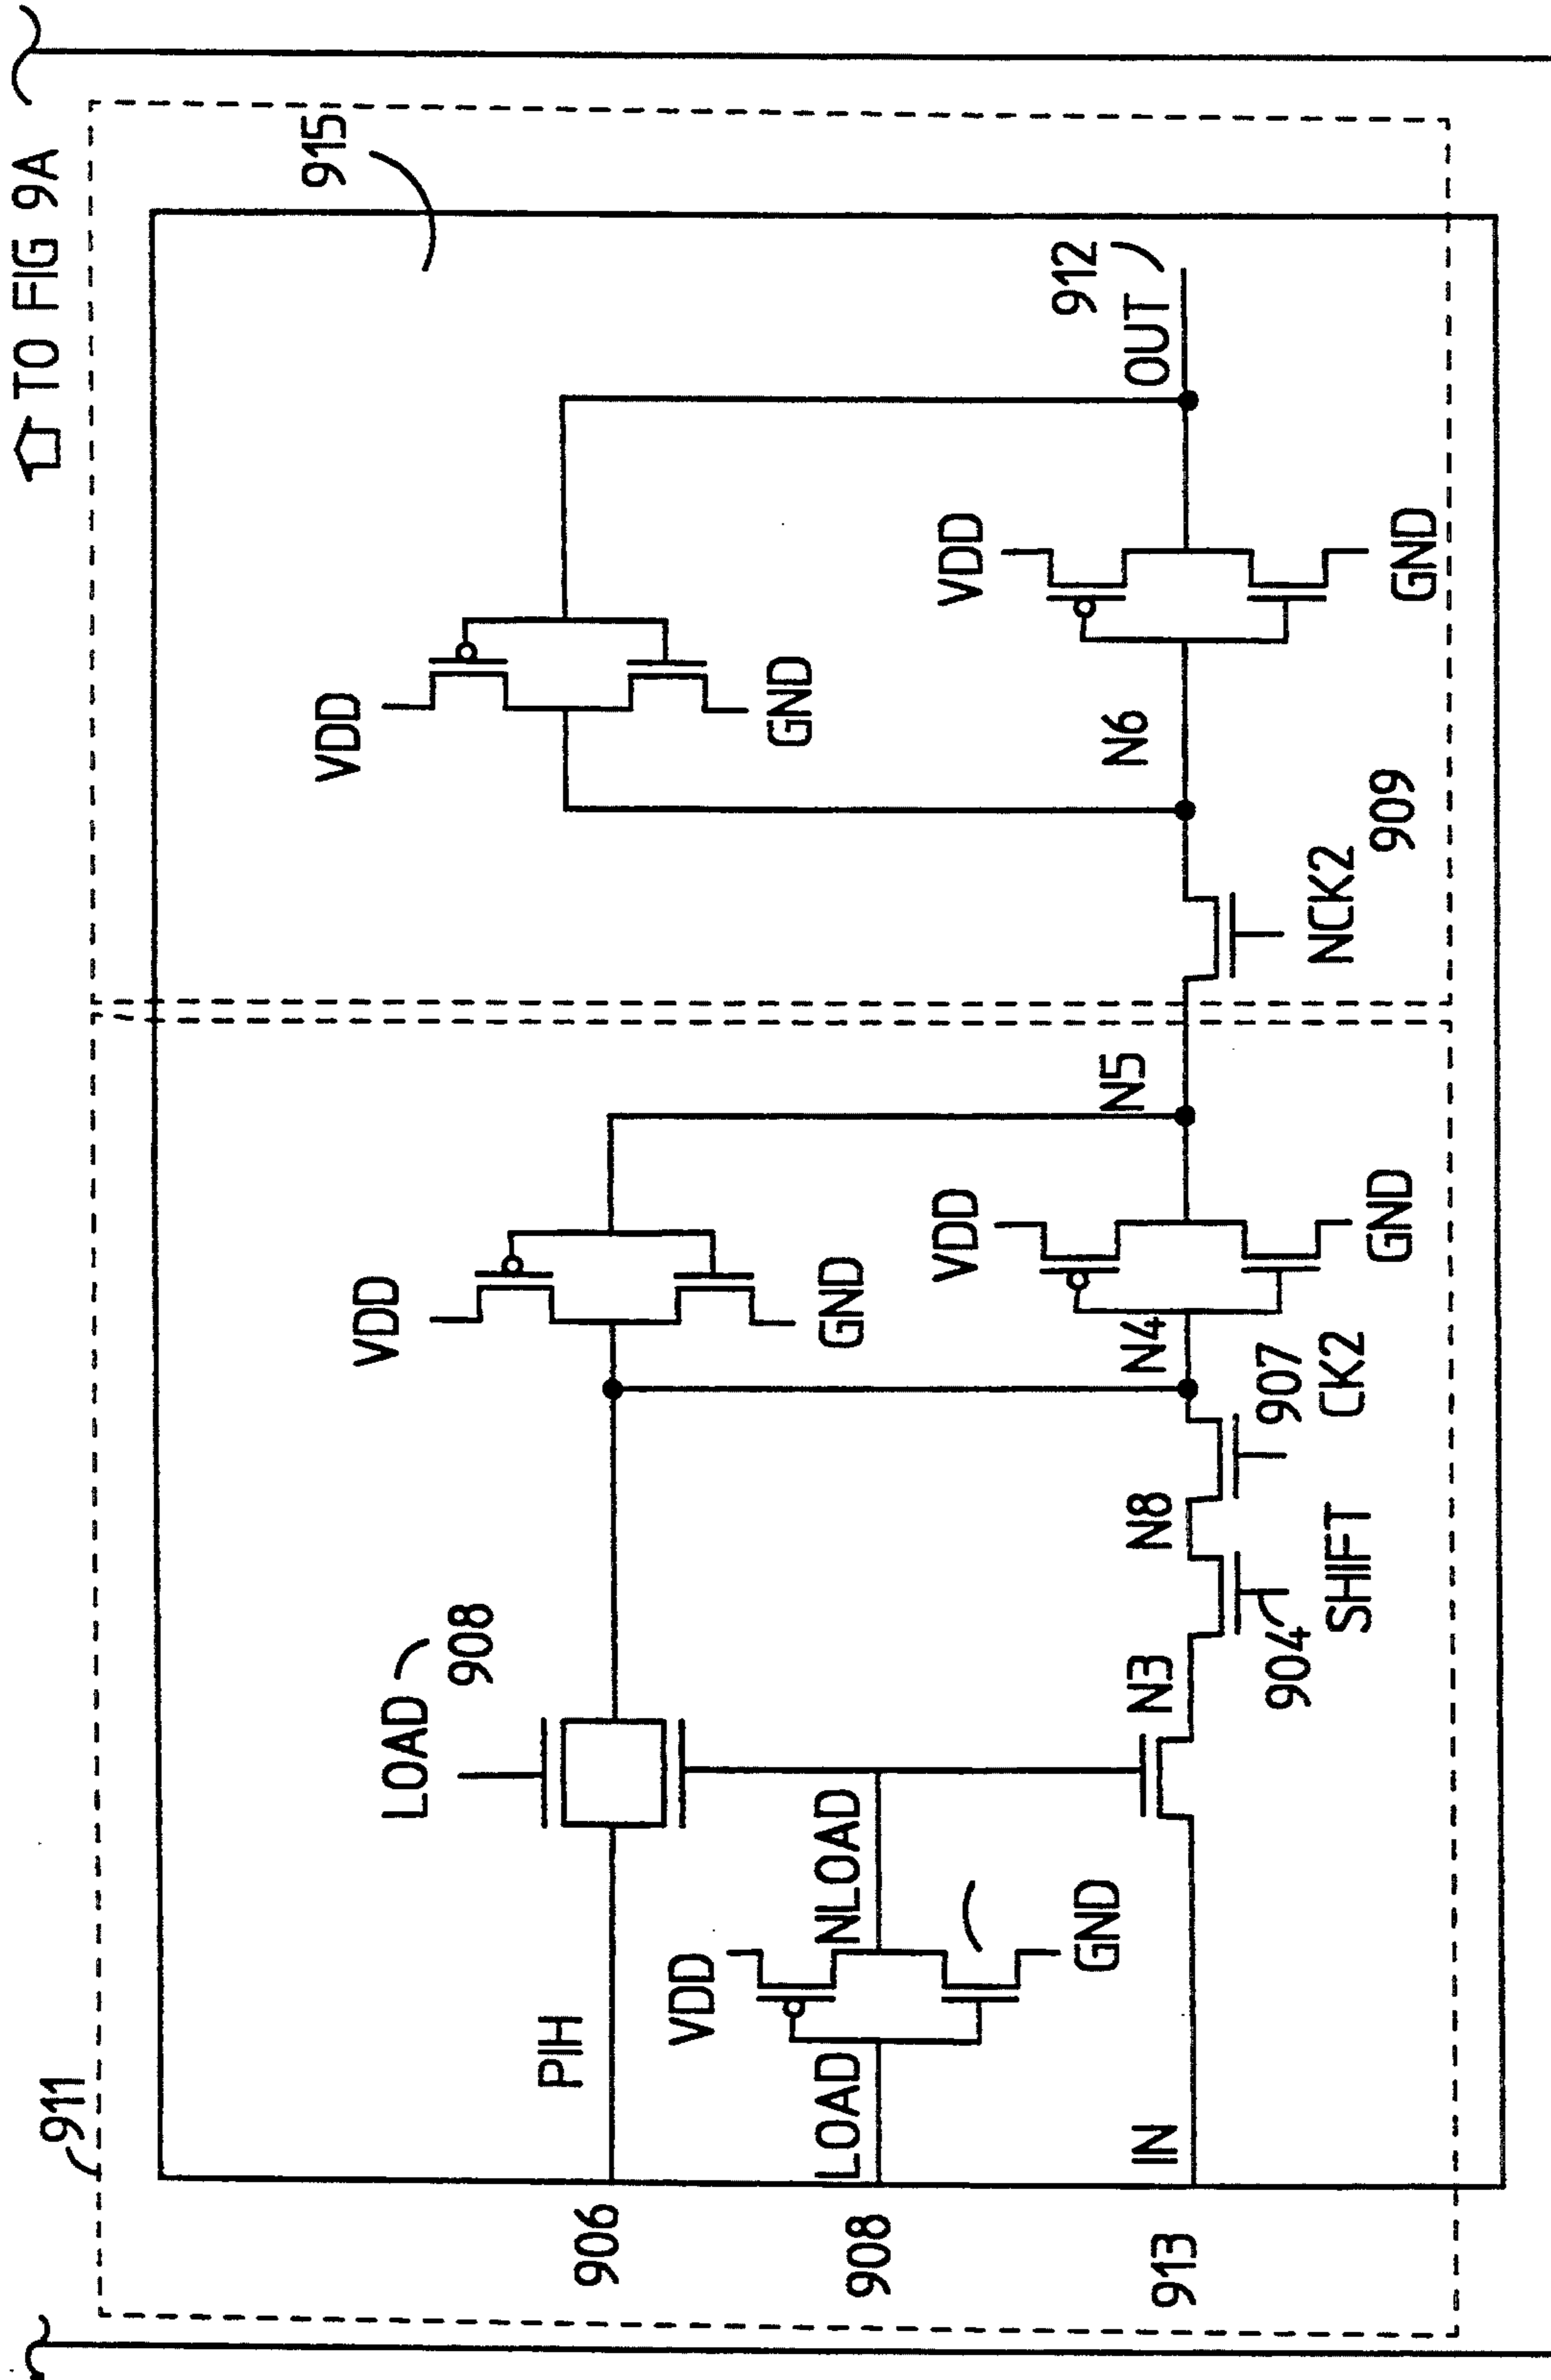 TO FIG 9A
911
915
LOAD
908
VDD
GND
VDD
GND
PIH
906
VDD
LOAD
NLOAD
908
GND
VDD
GND
VDD
GND
IN
913
N3
N8
N4
N5
N6
OUT
912
904
SHIFT
907
CK2
NCK2
909